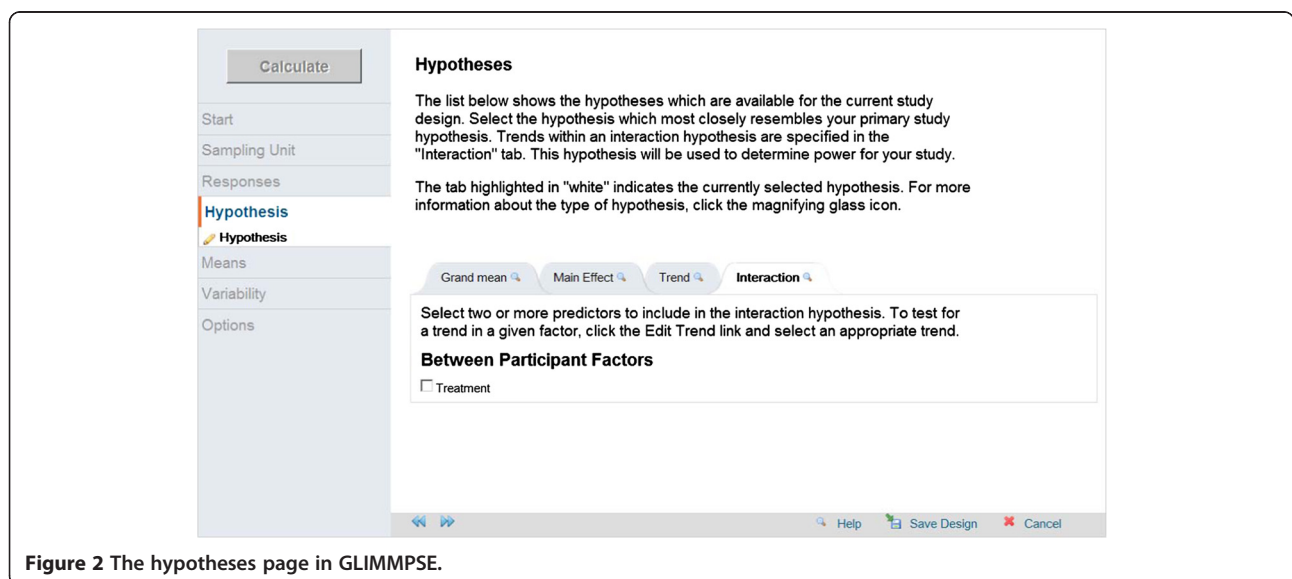 Calculate
Start
Sampling Unit
Responses
Hypothesis
Hypothesis
Means
Variability
Options
Hypotheses
The list below shows the hypotheses which are available for the current study
design. Select the hypothesis which most closely resembles your primary study
hypothesis. Trends within an interaction hypothesis are specified in the
"Interaction" tab. This hypothesis will be used to determine power for your study.
The tab highlighted in "white" indicates the currently selected hypothesis. For more
information about the type of hypothesis, click the magnifying glass icon.
Grand mean Main Effect Trend Interaction
Select two or more predictors to include in the interaction hypothesis. To test for
a trend in a given factor, click the Edit Trend link and select an appropriate trend.
Between Participant Factors
Treatment
Help Save Design Cancel
Figure 2 The hypotheses page in GLIMMPSE.